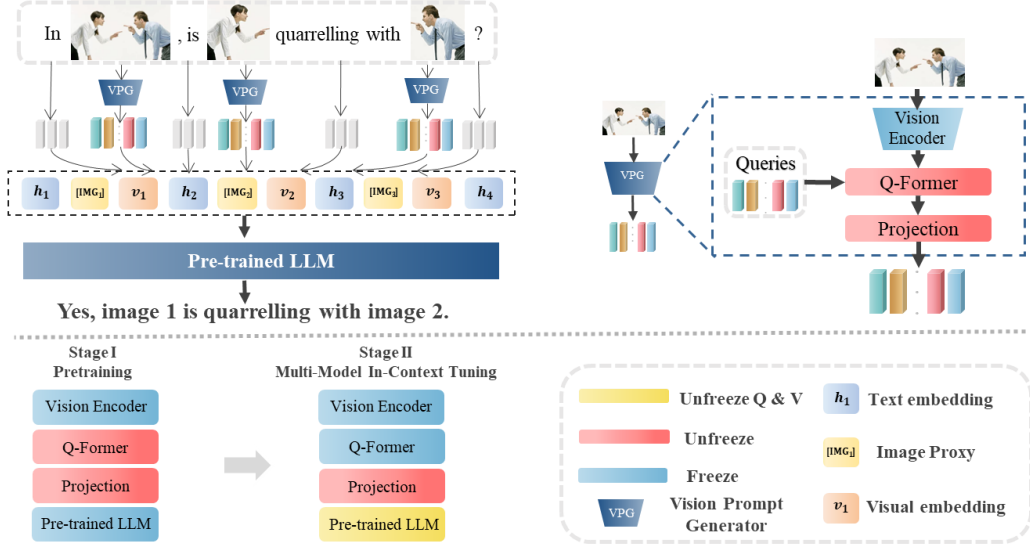 In , is quarrelling with ?
VPG VPG VPG
h₁ [IMG₁] v₁ h₂ [IMG₂] v₂ h₃ [IMG₃] v₃ h₄
Pre-trained LLM
Yes, image 1 is quarrelling with image 2.
VPG
Vision
Encoder
Queries
Q-Former
Projection
Stage I
Pretraining
Vision Encoder
Q-Former
Projection
Pre-trained LLM
Stage II
Multi-Model In-Context Tuning
Vision Encoder
Q-Former
Projection
Pre-trained LLM
Unfreeze Q & V
Unfreeze
Freeze
VPG Vision Prompt
Generator
h₁ Text embedding
[IMG₁] Image Proxy
v₁ Visual embedding